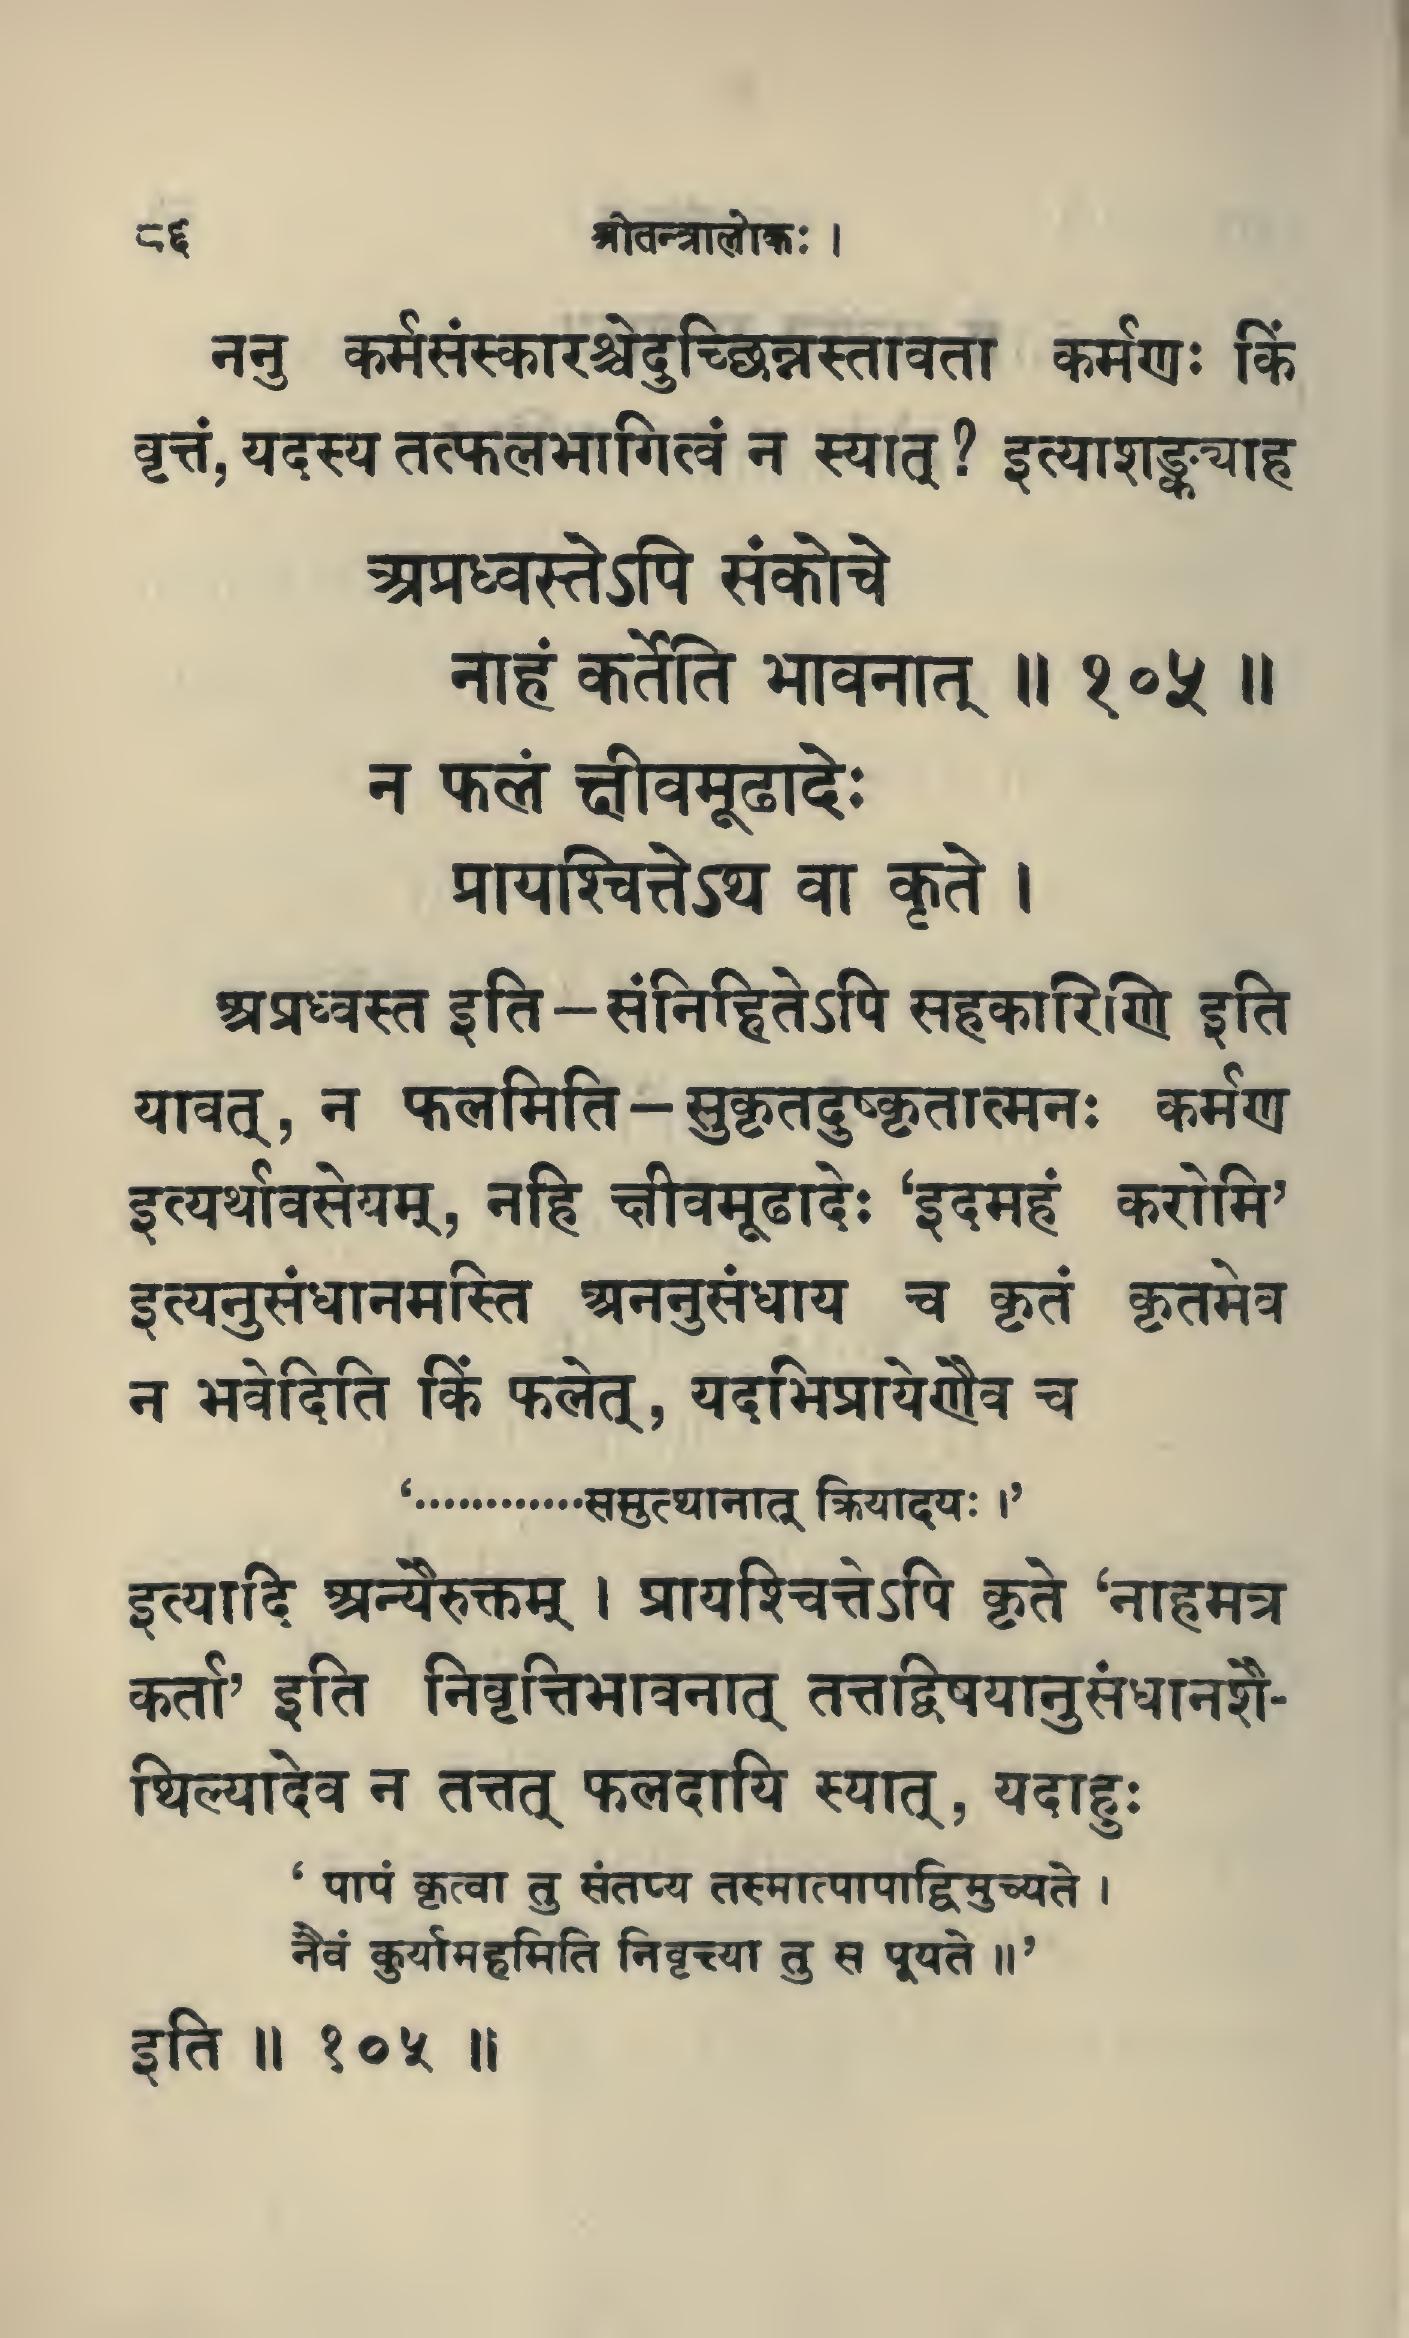 ८६ श्रीतन्त्रालोकः ।
ननु कर्मसंस्कारश्चेदुच्छिन्नस्तावता कर्मणः किं
वृत्तं, यदस्य तत्फलभागित्वं न स्यात् ? इत्याशङ्क्याह
अप्रध्वस्तेऽपि संकोचे
नाहं कर्तेति भावनात् ॥ १०५ ॥
न फलं क्षीवमूढादेः
प्रायश्चित्तेऽथ वा कृते ।
अप्रध्वस्त इति – संनिहितेऽपि सहकारिणि इति
यावत्, न फलमिति – सुकृतदुष्कृतात्मनः कर्मण
इत्यर्थावसेयम्, नहि क्षीवमूढादेः ‘इदमहं करोमि’
इत्यनुसंधानमस्ति अननुसंधाय च कृतं कृतमेव
न भवेदिति किं फलेत्, यदभिप्रायेणैव च
‘............ससुत्थानात् क्रियादयः ।’
इत्यादि अन्यैरुक्तम् । प्रायश्चित्तेऽपि कृते ‘नाहमत्र
कर्ता’ इति निवृत्तिभावनात् तत्तद्विषयानुसंधानशै-
थिल्यादेव न तत्तत् फलदायि स्यात्, यदाहुः
‘ पापं कृत्वा तु संतप्य तस्मात्पापाद्विमुच्यते ।
नैवं कुर्यामहमिति निवृत्त्या तु स पूयते ॥’
इति ॥ १०५ ॥